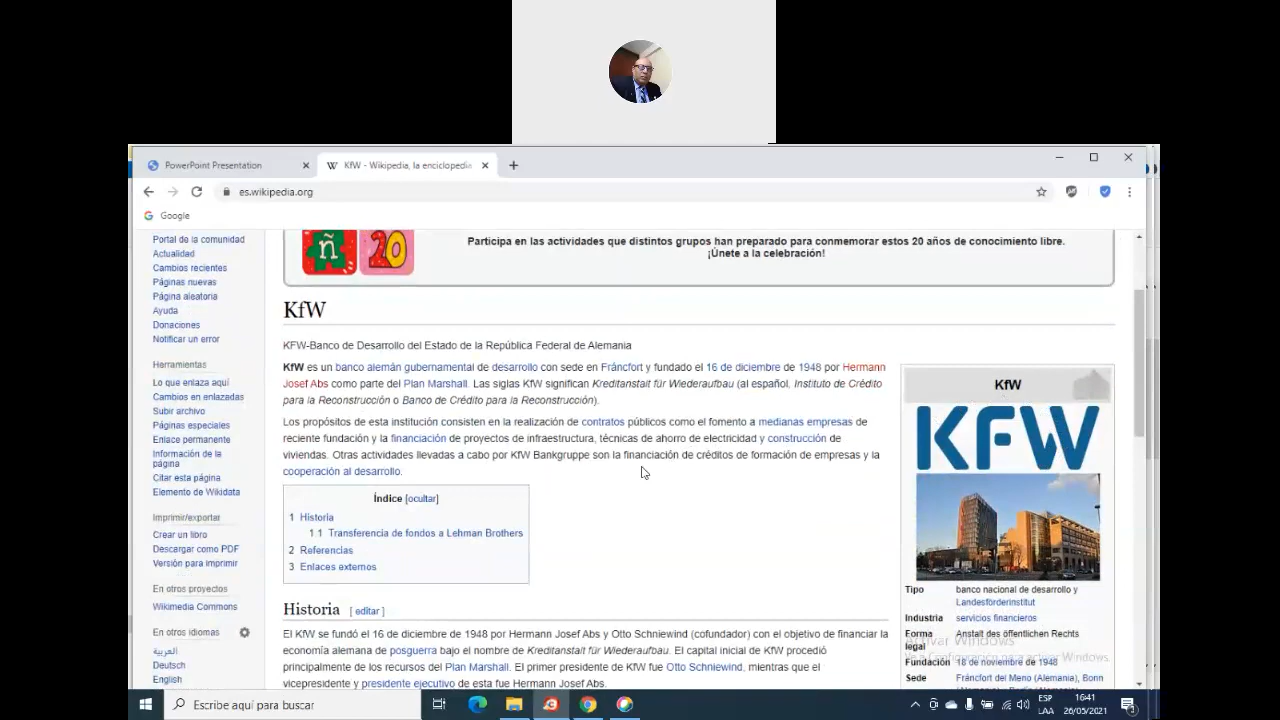 PowerPoint Presentation
KfW - Wikipedia, la enciclopedia
es.wikipedia.org
Google
Portal de la comunidad
Actualidad
Cambios recientes
Páginas nuevas
Página aleatoria
Ayuda
Donaciones
Notificar un error
Herramientas
Lo que enlaza aquí
Cambios en enlazadas
Subir archivo
Páginas especiales
Enlace permanente
Información de la
página
Citar esta página
Elemento de Wikidata
Imprimir/exportar
Crear un libro
Descargar como PDF
Versión para imprimir
En otros proyectos
Wikimedia Commons
En otros idiomas
العربية
Deutsch
English
ñ 20
Participa en las actividades que distintos grupos han preparado para conmemorar estos 20 años de conocimiento libre.
¡Únete a la celebración!
KfW
KFW-Banco de Desarrollo del Estado de la República Federal de Alemania
KfW es un banco alemán gubernamental de desarrollo con sede en Fráncfort y fundado el 16 de diciembre de 1948 por Hermann
Josef Abs como parte del Plan Marshall. Las siglas KfW significan Kreditanstalt für Wiederaufbau (al español, Instituto de Crédito
para la Reconstrucción o Banco de Crédito para la Reconstrucción).
Los propósitos de esta institución consisten en la realización de contratos públicos como el fomento a medianas empresas de
reciente fundación y la financiación de proyectos de infraestructura, técnicas de ahorro de electricidad y construcción de
viviendas. Otras actividades llevadas a cabo por KfW Bankgruppe son la financiación de créditos de formación de empresas y la
cooperación al desarrollo.
Índice [ocultar]
1 Historia
1.1 Transferencia de fondos a Lehman Brothers
2 Referencias
3 Enlaces externos
Historia [ editar ]
El KfW se fundó el 16 de diciembre de 1948 por Hermann Josef Abs y Otto Schniewind (cofundador) con el objetivo de financiar la
economía alemana de posguerra bajo el nombre de Kreditanstalt für Wiederaufbau. El capital inicial de KfW procedió
principalmente de los recursos del Plan Marshall. El primer presidente de KfW fue Otto Schniewind, mientras que el
vicepresidente y presidente ejecutivo de esta fue Hermann Josef Abs.
KfW
KFW
Tipo banco nacional de desarrollo y
Landesförderinstitut
Industria servicios financieros
Forma Anstalt des öffentlichen Rechts
legal
Fundación 18 de noviembre de 1948
Sede Fráncfort del Meno (Alemania), Bonn
Activar Windows
Ve a Configuración para activar Windows.
Escribe aquí para buscar
ESP
LAA
16:41
26/05/2021
3